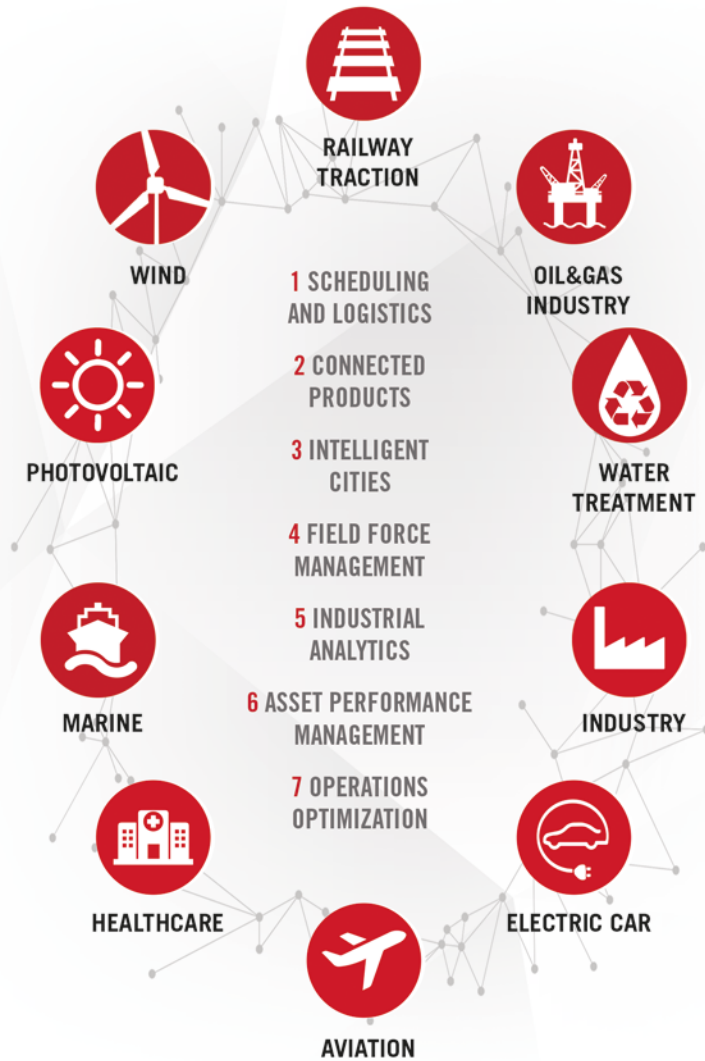 RAILWAY
TRACTION
WIND
OIL&GAS
INDUSTRY
1 SCHEDULING
AND LOGISTICS
2 CONNECTED
PRODUCTS
3 INTELLIGENT
CITIES
PHOTOVOLTAIC
WATER
TREATMENT
4 FIELD FORCE
MANAGEMENT
5 INDUSTRIAL
ANALYTICS
6 ASSET PERFORMANCE
MANAGEMENT
MARINE
INDUSTRY
7 OPERATIONS
OPTIMIZATION
HEALTHCARE
ELECTRIC CAR
AVIATION